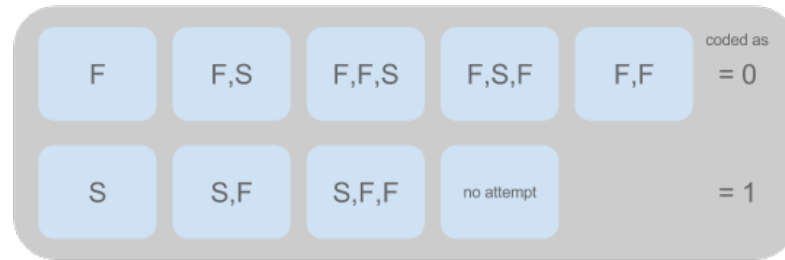 coded as
F F,S F,F,S F,S,F F,F = 0
S S,F S,F,F no attempt = 1